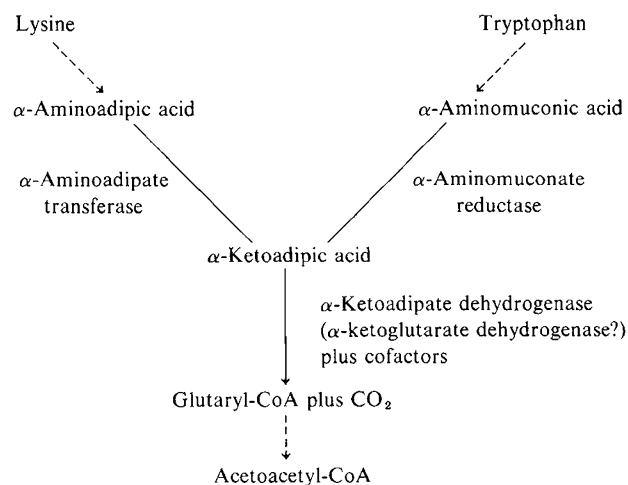 Lysine
Tryptophan
α-Aminoadipic acid
α-Aminomuconic acid
α-Aminoadipate
transferase
α-Aminomuconate
reductase
α-Ketoadipic acid
α-Ketoadipate dehydrogenase
(α-ketoglutarate dehydrogenase?)
plus cofactors
Glutaryl-CoA plus CO₂
Acetoacetyl-CoA